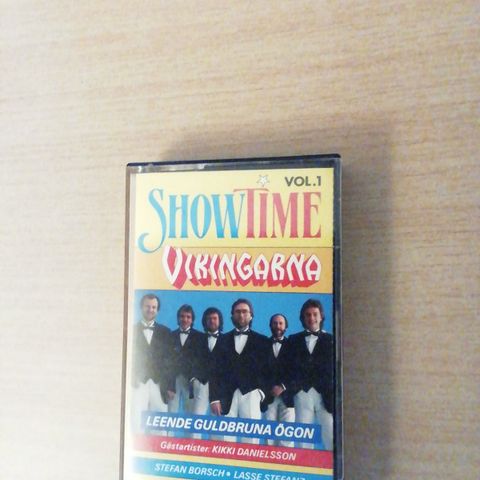 VOL.1
SHOWTIME
VIKINGARNA
LEENDE GULDBRUNA ÖGON
Gästartister: KIKKI DANIELSSON
STEFAN BORSCH • LASSE STEFANZ